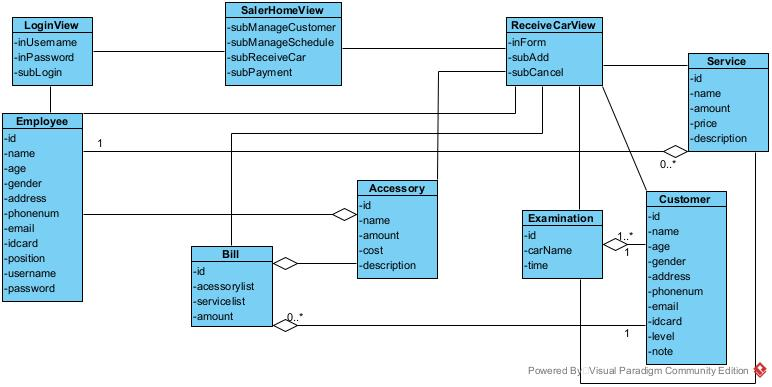 LoginView
-inUsername
-inPassword
-subLogin
SalerHomeView
-subManageCustomer
-subManageSchedule
-subReceiveCar
-subPayment
ReceiveCarView
-inForm
-subAdd
-subCancel
Service
-id
-name
-amount
-price
-description
Employee
-id
-name
-age
-gender
-address
-phonenum
-email
-idcard
-position
-username
-password
1
0..*
Accessory
-id
-name
-amount
-cost
-description
Bill
-id
-acessorylist
-servicelist
-amount
0..*
1
Examination
-id
-carName
-time
1..*
1
Customer
-id
-name
-age
-gender
-address
-phonenum
-email
-idcard
-level
-note
Powered By Visual Paradigm Community Edition